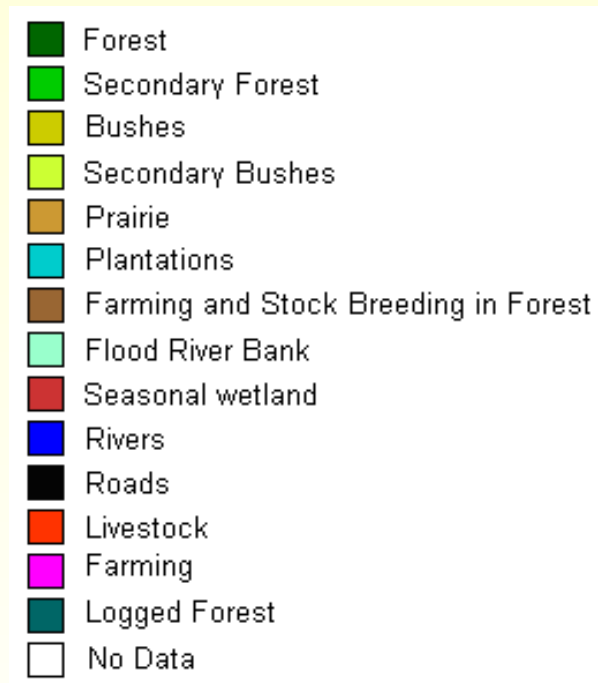 Forest
Secondary Forest
Bushes
Secondary Bushes
Prairie
Plantations
Farming and Stock Breeding in Forest
Flood River Bank
Seasonal wetland
Rivers
Roads
Livestock
Farming
Logged Forest
No Data